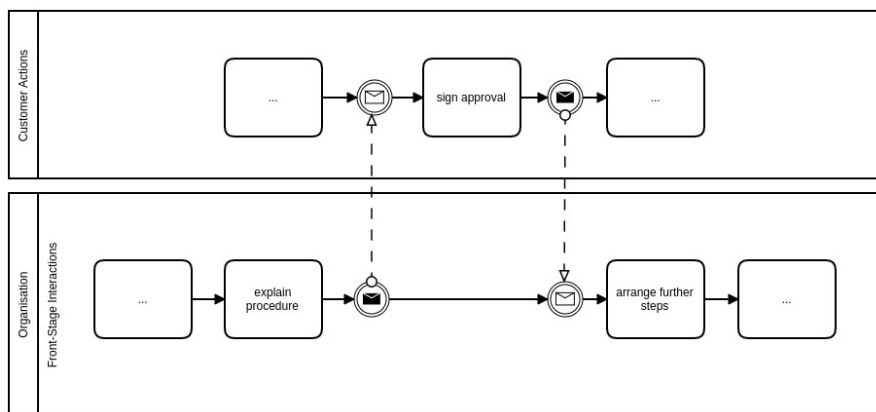 Customer Actions
...
sign approval
...
Organisation
Front-Stage Interactions
...
explain
procedure
arrange further
steps
...